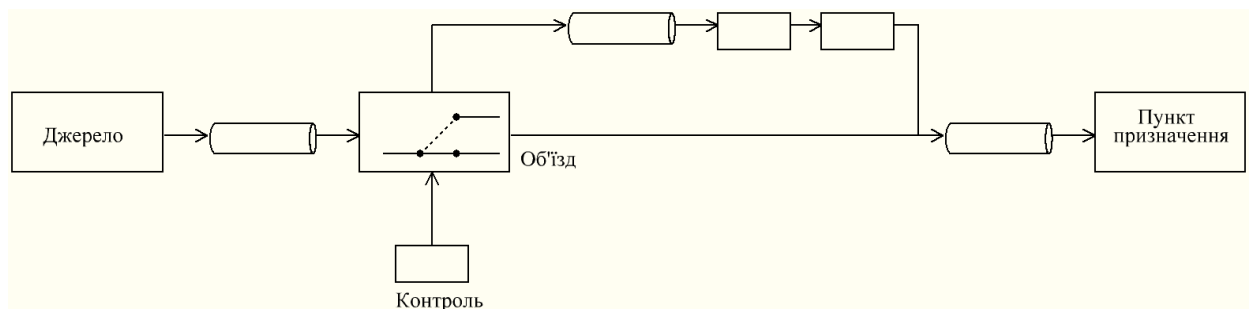 Джерело
Об'їзд
Контроль
Пункт
призначення